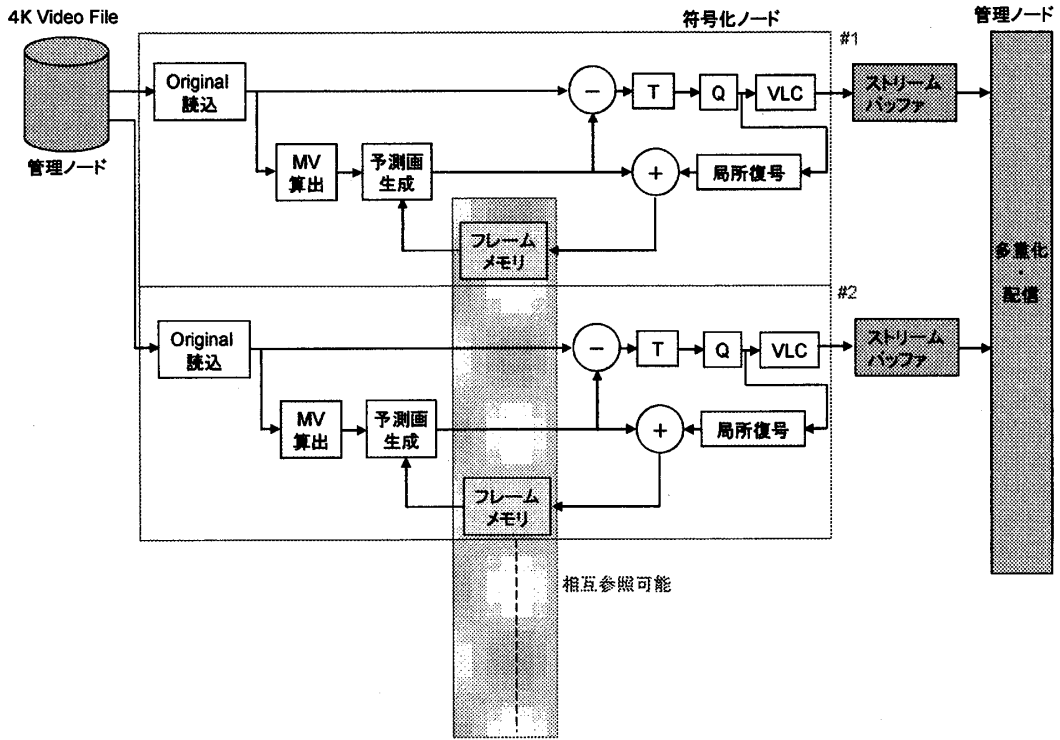 4K Video File
管理ノード
符号化ノード
#1
Original
読込
MV
算出
予測画
生成
−
T
Q
VLC
+
局所復号
フレーム
メモリ
ストリーム
バッファ
管理ノード
多重化
・
配信
#2
Original
読込
MV
算出
予測画
生成
−
T
Q
VLC
+
局所復号
フレーム
メモリ
ストリーム
バッファ
相互参照可能